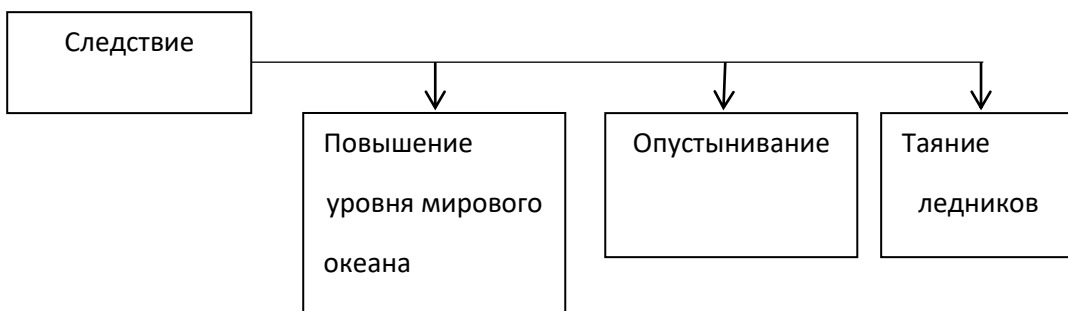 Следствие
Повышение
уровня мирового
океана
Опустынивание
Таяние
ледников